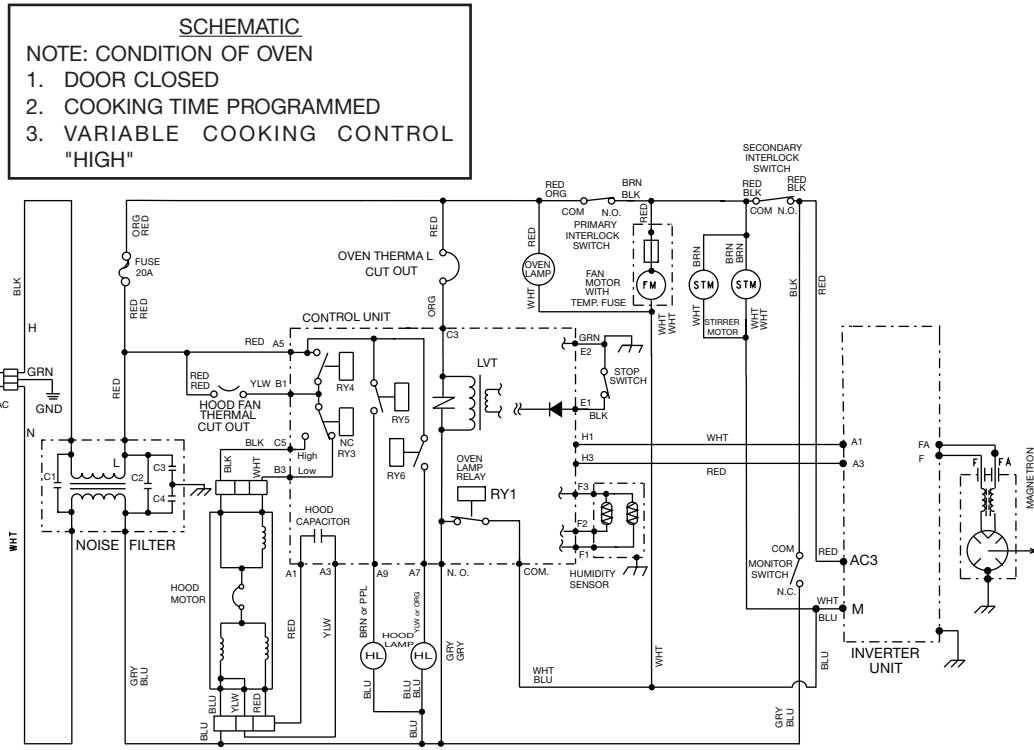 SCHEMATIC
NOTE: CONDITION OF OVEN
1. DOOR CLOSED
2. COOKING TIME PROGRAMMED
3. VARIABLE COOKING CONTROL
"HIGH"
SECONDARY
INTERLOCK
SWITCH
RED
ORG
BRN
BLK
RED
BLK
RED
BLK
COM
N.O.
COM
N.O.
PRIMARY
INTERLOCK
SWITCH
ORG
RED
RED
RED
RED
FUSE
20A
OVEN THERMA L
CUT OUT
OVEN
LAMP
FAN
MOTOR
WITH
TEMP. FUSE
FM
BRN
BRN
BRN
STM
STM
BLK
RED
BLK
RED
RED
ORG
WHT
WHT
WHT
WHT
STIRRER
MOTOR
WHT
WHT
H
GRN
GND
AC
N
WHT
CONTROL UNIT
C3
RED
A5
RED
RED
YLW
B1
HOOD FAN
THERMAL
CUT OUT
RY4
RY5
LVT
GRN
E2
STOP
SWITCH
E1
BLK
RED
BLK
C5
High
NC
RY3
RY6
H1
WHT
A1
H3
RED
A3
FA
F
F
FA
MAGNETRON
BLK
WHT
B3
Low
OVEN
LAMP
RELAY
RY1
L
C1
C2
C3
C4
NOISE
FILTER
HOOD
CAPACITOR
F3
F2
F1
HUMIDITY
SENSOR
A1
A3
A9
A7
N. O.
COM.
COM
MONITOR
SWITCH
N.C.
RED
AC3
HOOD
MOTOR
RED
YLW
BRN or PPL
YLW or ORG
HOOD
LAMP
HL
HL
GRY
GRY
WHT
BLU
M
INVERTER
UNIT
GRY
BLU
BLU
YLW
RED
BLU
BLU
BLU
WHT
BLU
WHT
BLU
BLU
BLU
BLU
GRY
BLU